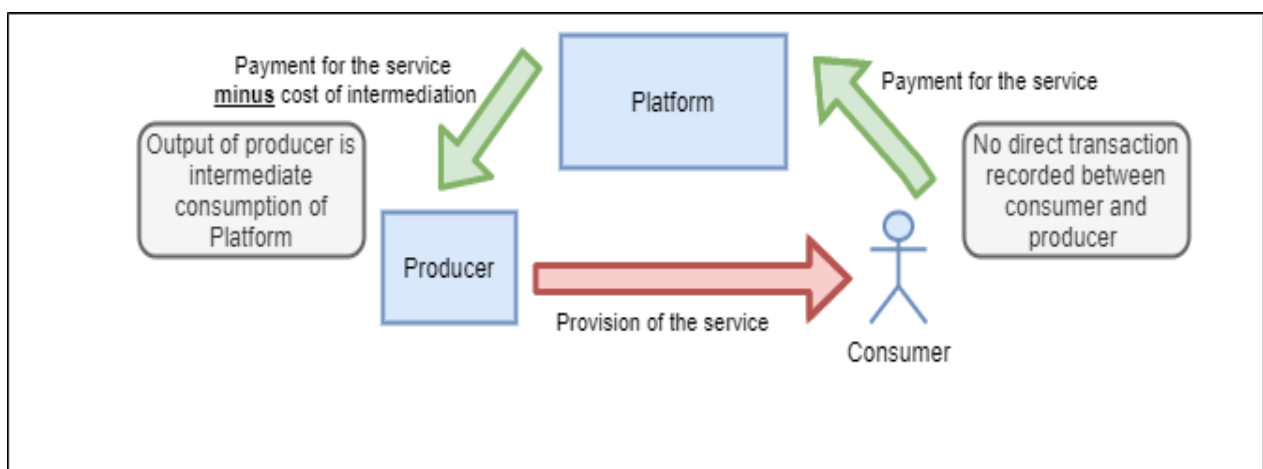 Payment for the service
minus cost of intermediation
Platform
Payment for the service
Output of producer is
intermediate
consumption of
Platform
No direct transaction
recorded between
consumer and
producer
Producer
Provision of the service
Consumer